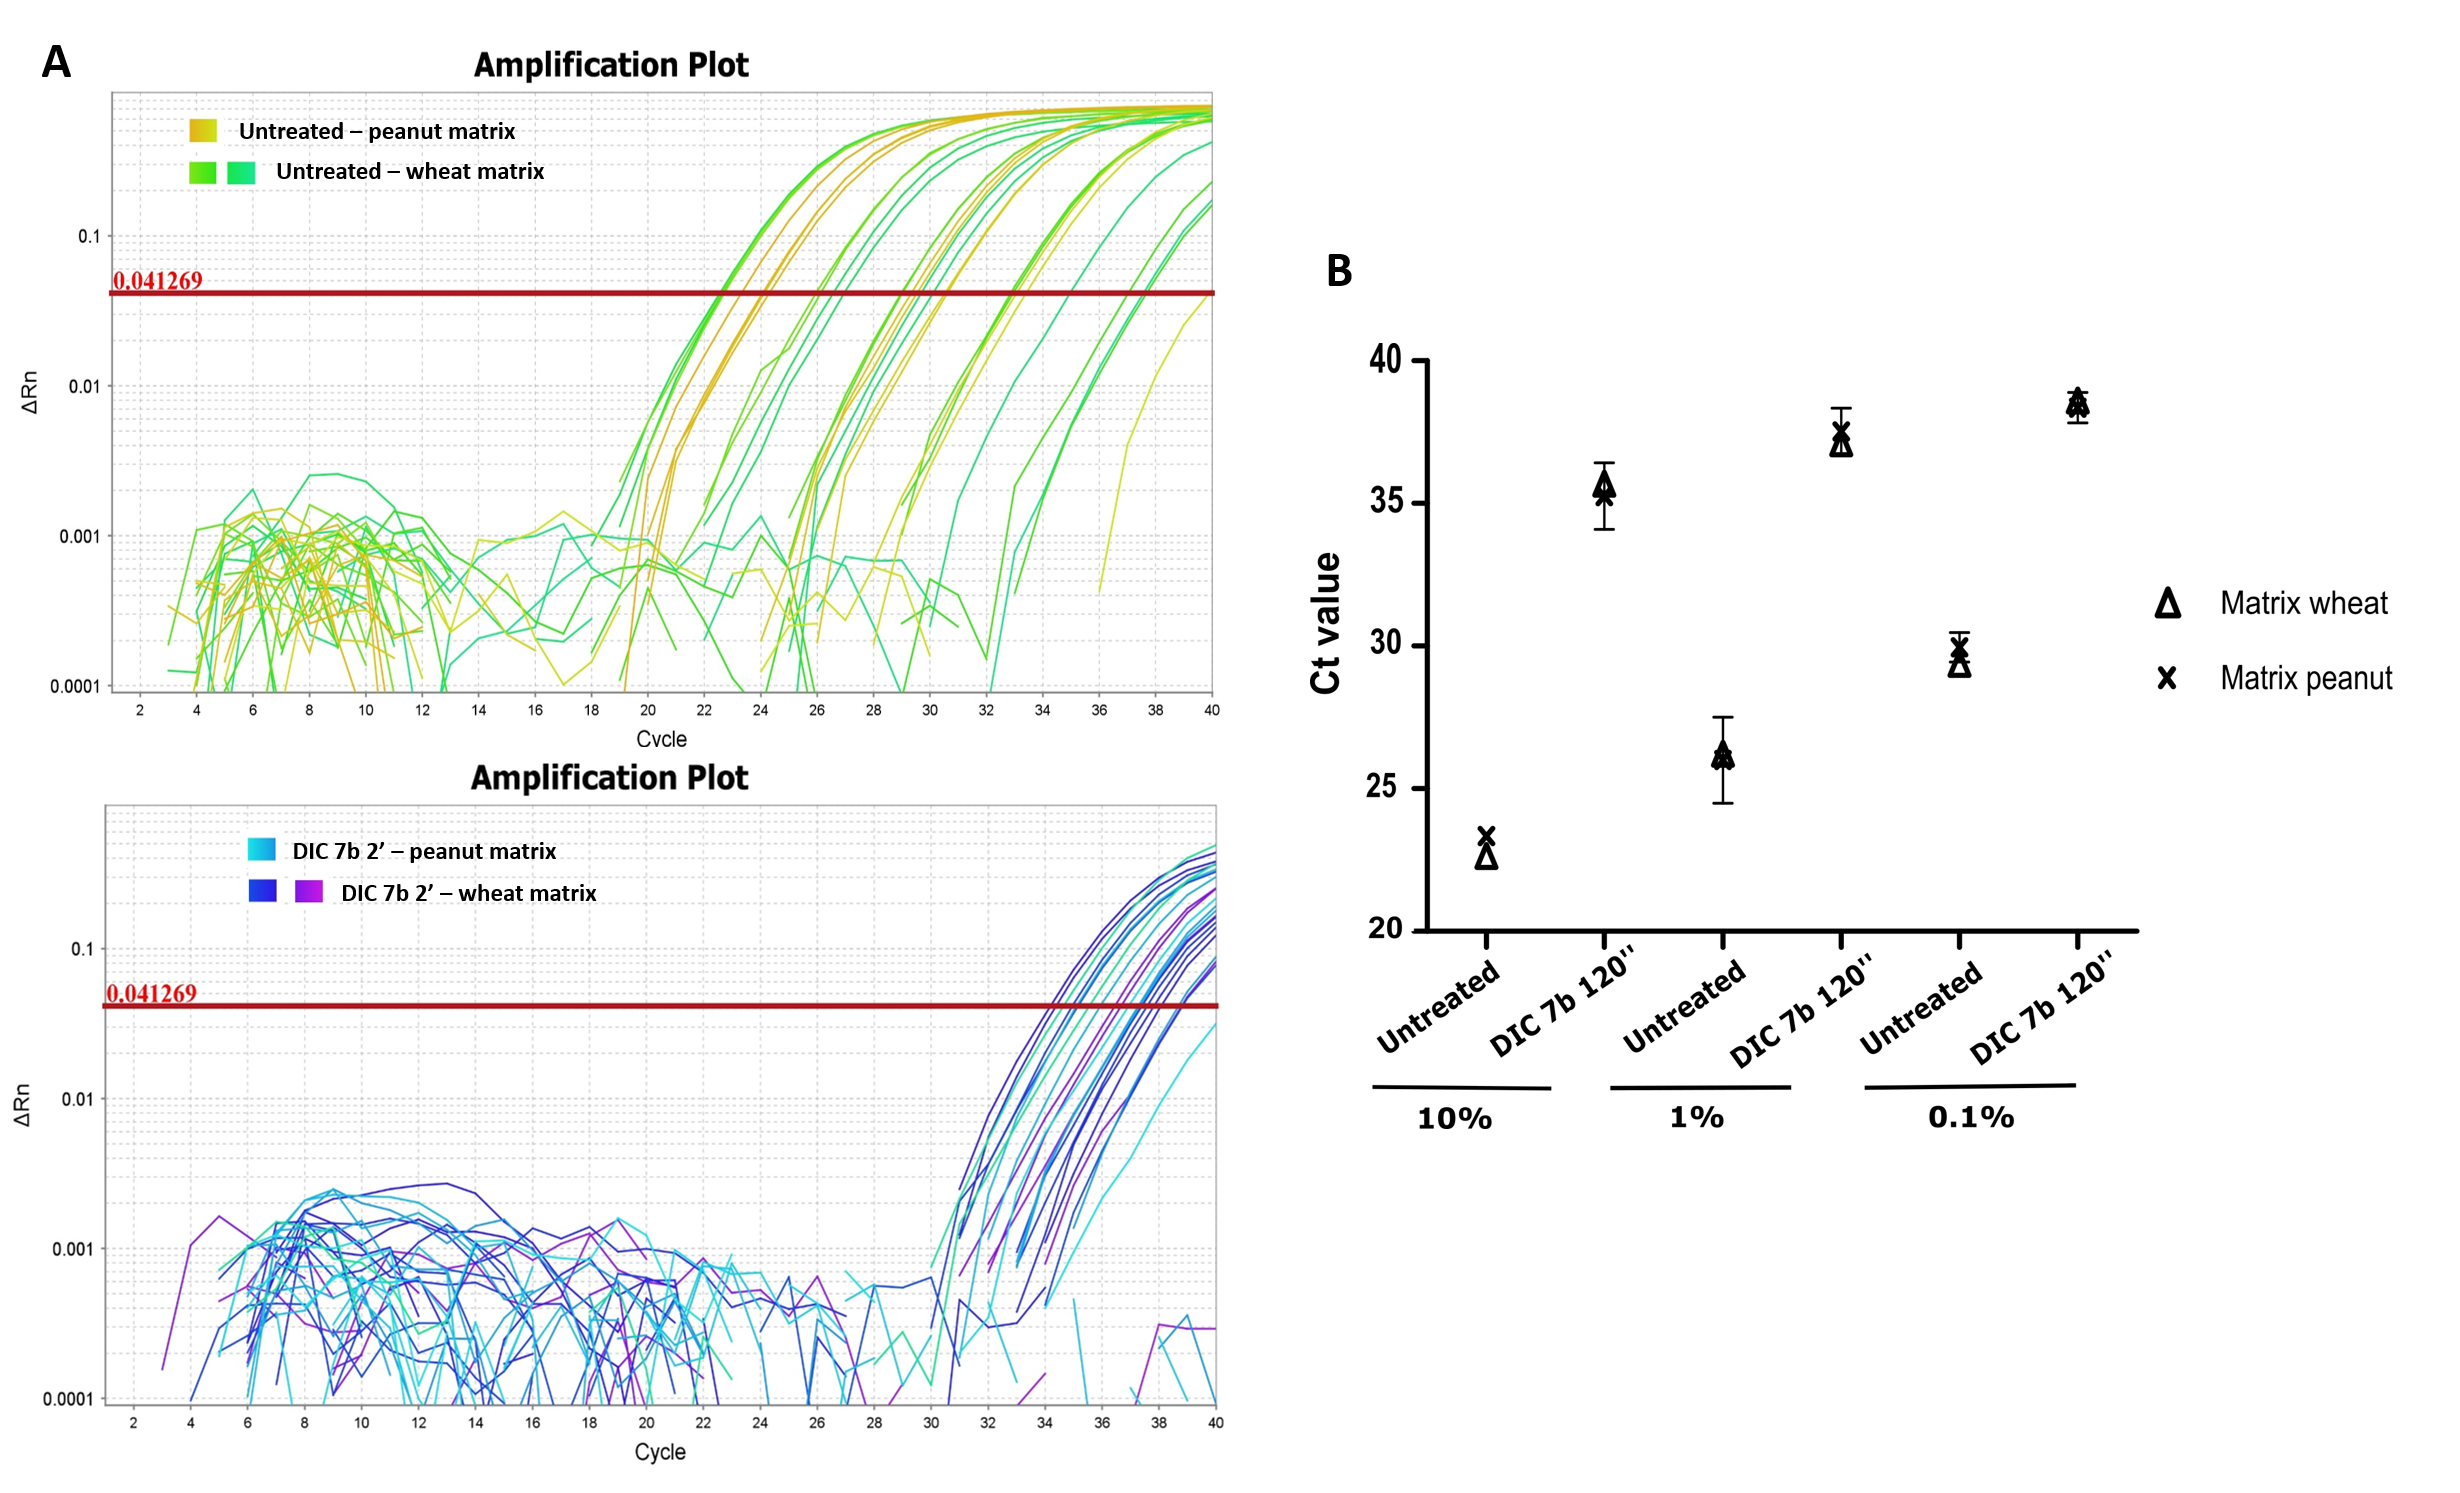 A
Amplification Plot
Untreated – peanut matrix
Untreated – wheat matrix
0.041269
0.1
0.01
0.001
0.0001
ΔRn
2 4 6 8 10 12 14 16 18 20 22 24 26 28 30 32 34 36 38 40
Cycle
Amplification Plot
DIC 7b 2’ – peanut matrix
DIC 7b 2’ – wheat matrix
0.041269
0.1
0.01
0.001
0.0001
ΔRn
2 4 6 8 10 12 14 16 18 20 22 24 26 28 30 32 34 36 38 40
Cycle
B
40
35
30
25
20
Ct value
Matrix wheat
Matrix peanut
Untreated
DIC 7b 120"
Untreated
DIC 7b 120"
Untreated
DIC 7b 120"
10%
1%
0.1%